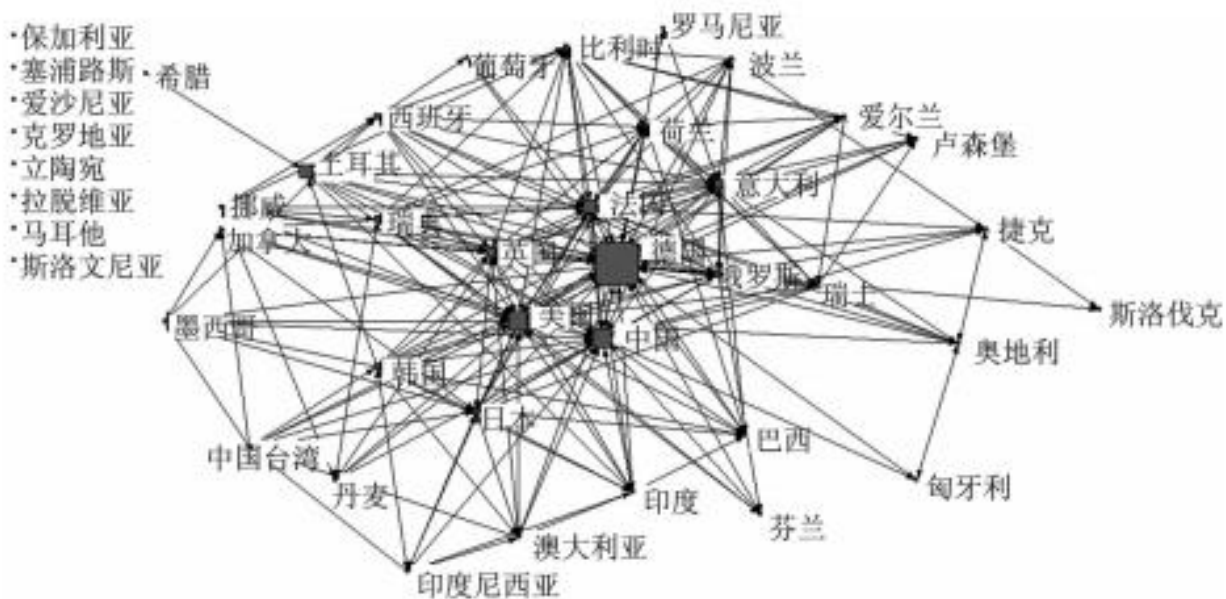 保加利亚
塞浦路斯
爱沙尼亚
克罗地亚
立陶宛
拉脱维亚
马耳他
斯洛文尼亚
希腊
罗马尼亚
葡萄牙
比利时
波兰
西班牙
荷兰
爱尔兰
卢森堡
土耳其
意大利
挪威
瑞典
法国
捷克
加拿大
英国
德国
俄罗斯
瑞士
斯洛伐克
墨西哥
美国
中国
奥地利
韩国
日本
巴西
中国台湾
丹麦
印度
匈牙利
芬兰
澳大利亚
印度尼西亚